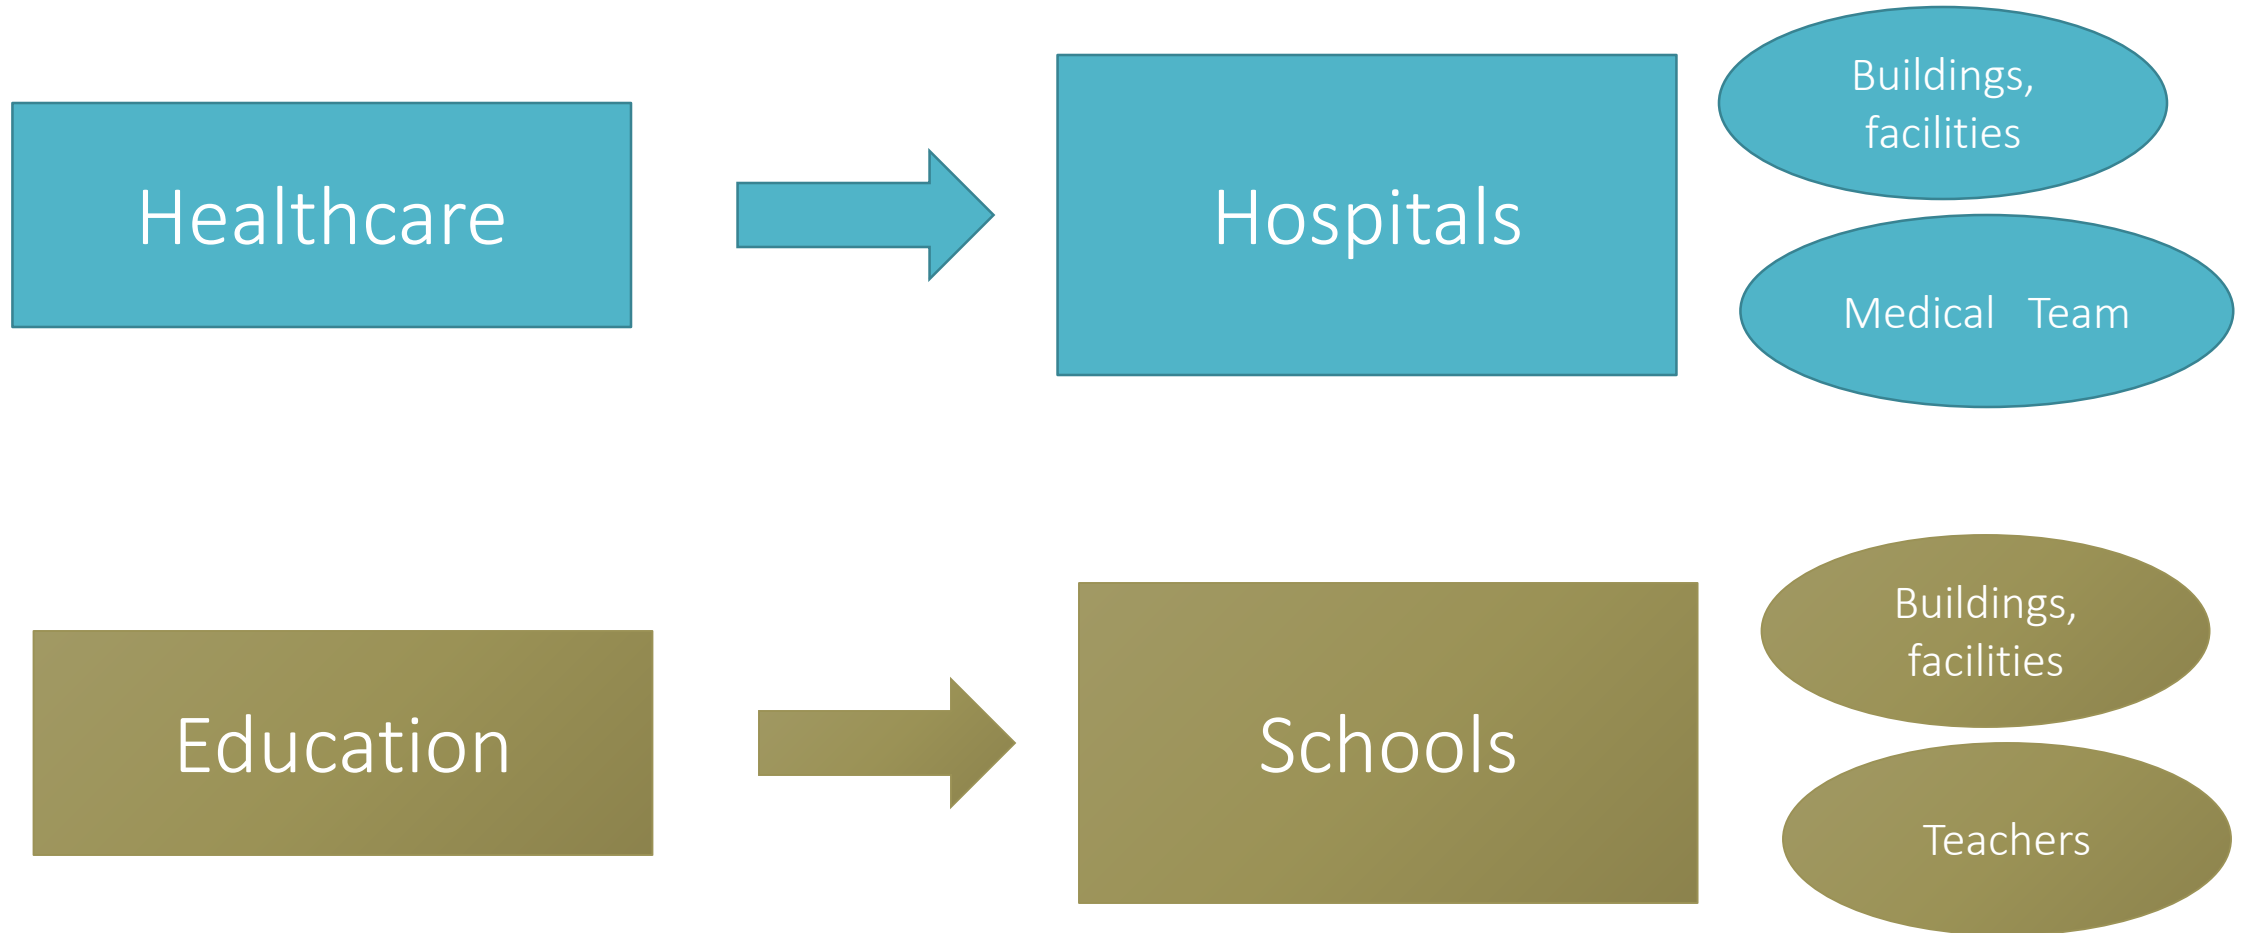 Healthcare
Hospitals
Buildings,
facilities
Medical Team
Education
Schools
Buildings,
facilities
Teachers